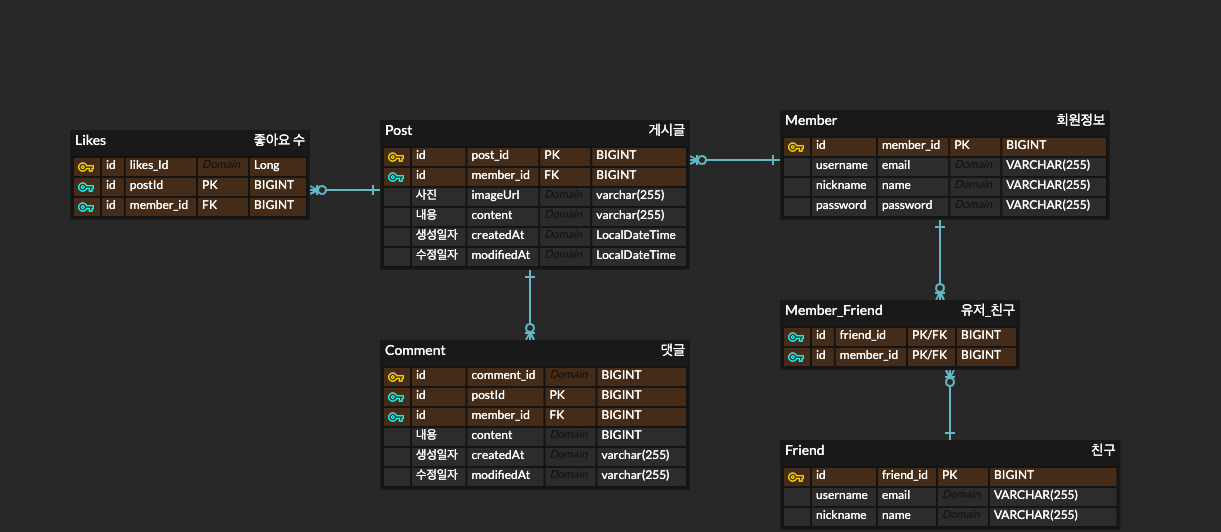 Likes 좋아요 수
id likes_Id Domain Long
id postId PK BIGINT
id member_id FK BIGINT
Post 게시글
id post_id PK BIGINT
id member_id FK BIGINT
사진 imageUrl Domain varchar(255)
내용 content Domain varchar(255)
생성일자 createdAt Domain LocalDateTime
수정일자 modifiedAt Domain LocalDateTime
Comment 댓글
id comment_id Domain BIGINT
id postId PK BIGINT
id member_id FK BIGINT
내용 content Domain BIGINT
생성일자 createdAt Domain varchar(255)
수정일자 modifiedAt Domain varchar(255)
Member 회원정보
id member_id PK BIGINT
username email Domain VARCHAR(255)
nickname name Domain VARCHAR(255)
password password Domain VARCHAR(255)
Member_Friend 유저_친구
id friend_id PK/FK BIGINT
id member_id PK/FK BIGINT
Friend 친구
id friend_id PK BIGINT
username email Domain VARCHAR(255)
nickname name Domain VARCHAR(255)